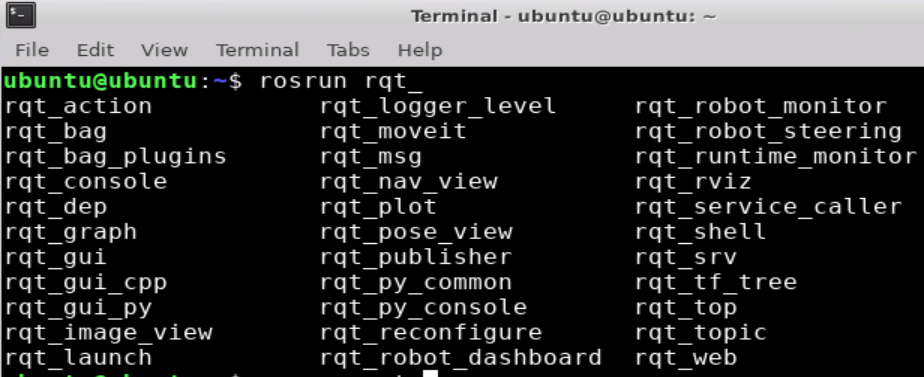 Terminal - ubuntu@ubuntu: ~
File Edit View Terminal Tabs Help
ubuntu@ubuntu:~$ rosrun rqt_
rqt_action rqt_logger_level rqt_robot_monitor
rqt_bag rqt_moveit rqt_robot_steering
rqt_bag_plugins rqt_msg rqt_runtime_monitor
rqt_console rqt_nav_view rqt_rviz
rqt_dep rqt_plot rqt_service_caller
rqt_graph rqt_pose_view rqt_shell
rqt_gui rqt_publisher rqt_srv
rqt_gui_cpp rqt_py_common rqt_tf_tree
rqt_gui_py rqt_py_console rqt_top
rqt_image_view rqt_reconfigure rqt_topic
rqt_launch rqt_robot_dashboard rqt_web